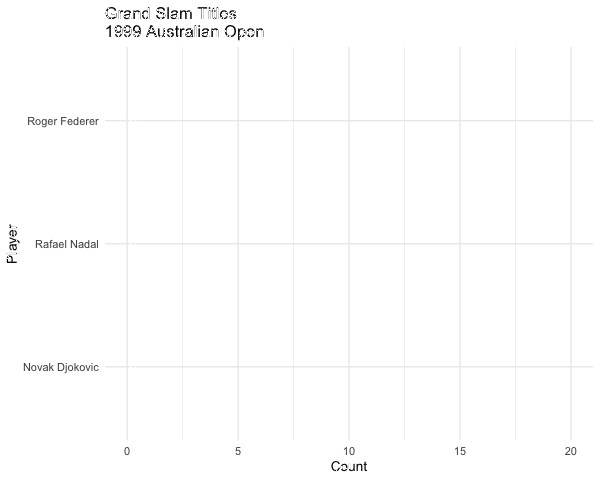 Grand Slam Titles
1999 Australian Open
Roger Federer
Rafael Nadal
Novak Djokovic
Player
0 5 10 15 20
Count